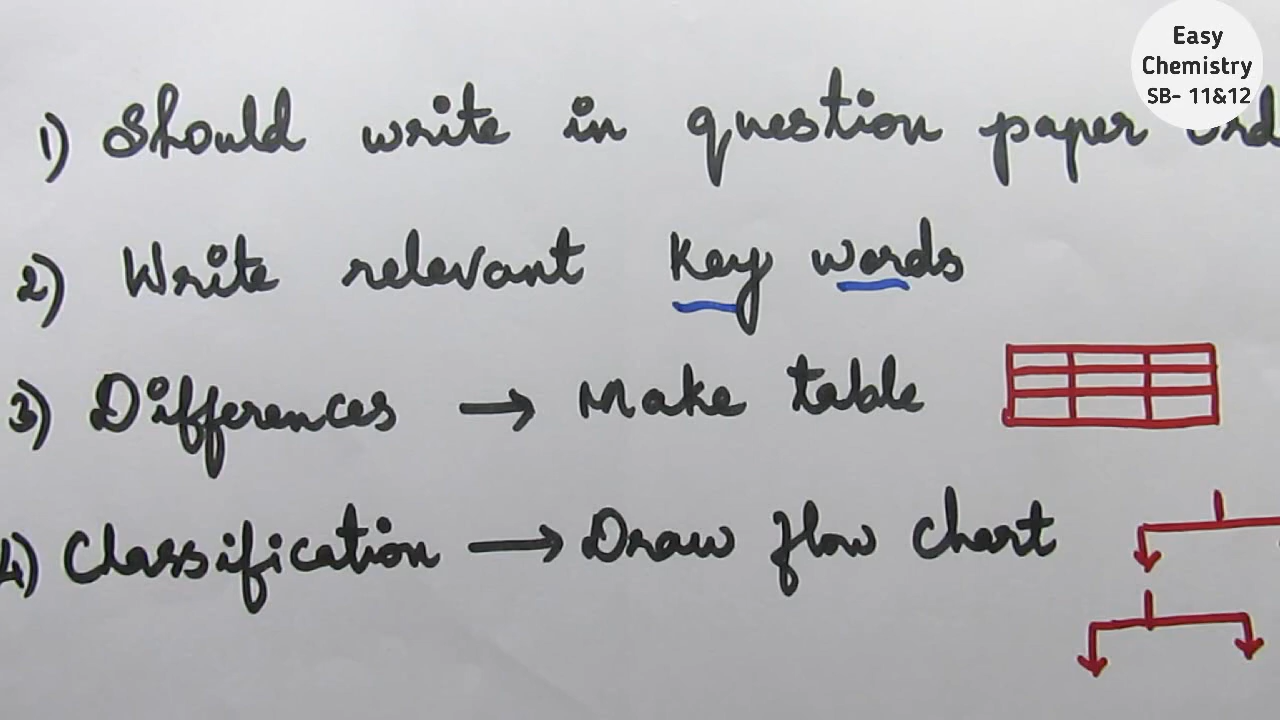 Easy
Chemistry
SB- 11&12
1) Should write in question paper ord
2) Write relevant Key words
3) Differences → Make table
4) Classification → Draw flow chart